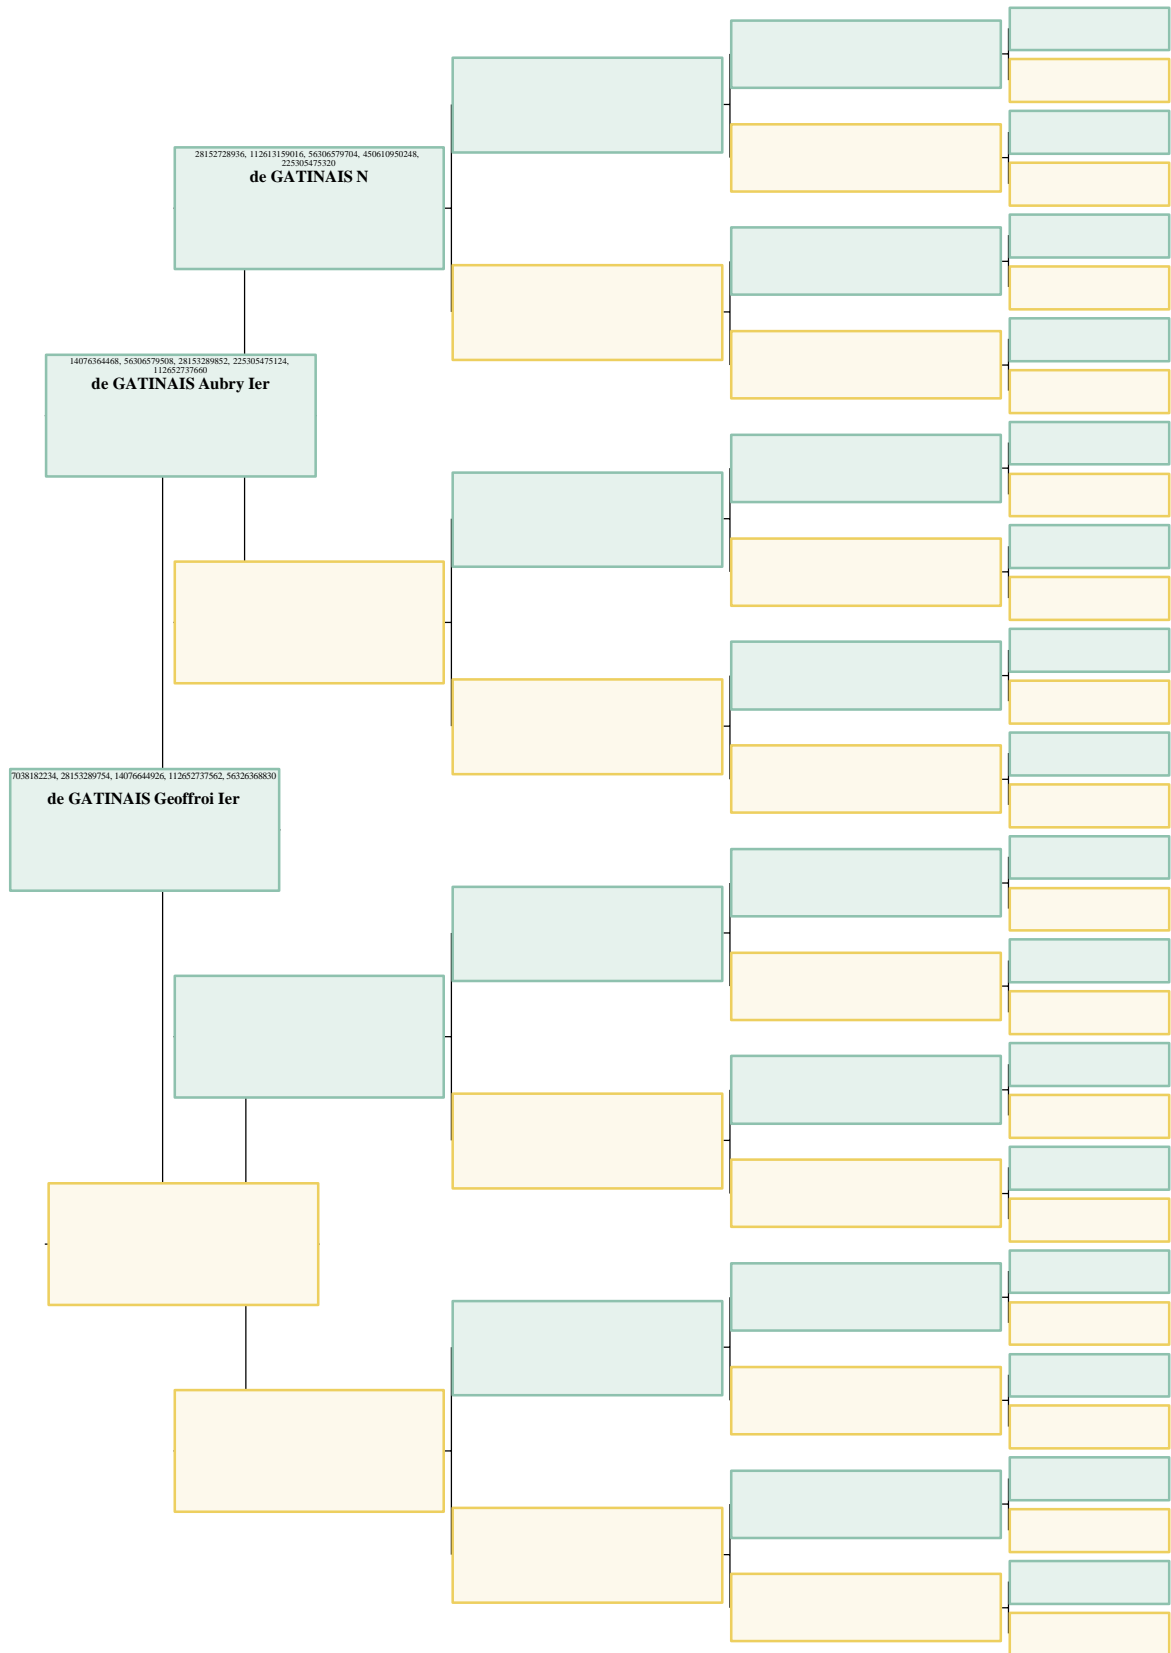 28152728936, 112613159016, 56306579704, 450610950248,
225305475320
de GATINAIS N
14076364468, 56306579508, 28153289852, 225305475124,
112652737660
de GATINAIS Aubry Ier
7038182234, 28153289754, 14076644926, 112652737562, 56326368830
de GATINAIS Geoffroi Ier